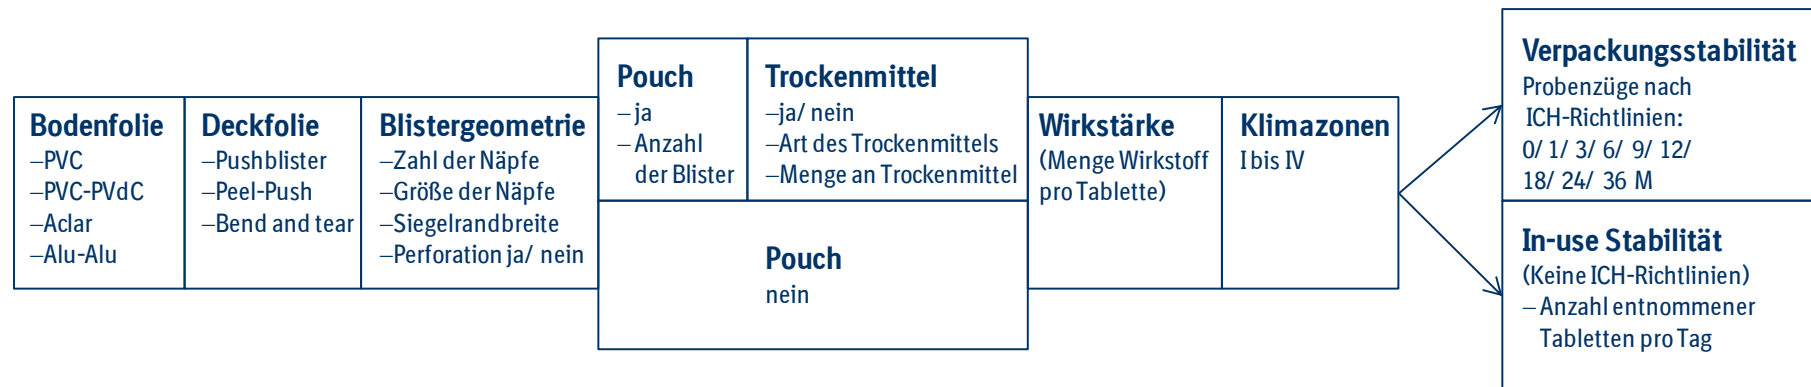 Bodenfolie
–PVC
–PVC-PVdC
–Aclar
–Alu-Alu
Deckfolie
–Pushblister
–Peel-Push
–Bend and tear
Blistergeometrie
–Zahl der Näpfe
–Größe der Näpfe
–Siegelrandbreite
–Perforation ja/ nein
Pouch
–ja
–Anzahl
der Blister
Trockenmittel
–ja/ nein
–Art des Trockenmittels
–Menge an Trockenmittel
Pouch
nein
Wirkstärke
(Menge Wirkstoff
pro Tablette)
Klimazonen
I bis IV
Verpackungsstabilität
Probenzüge nach
ICH-Richtlinien:
0/ 1/ 3/ 6/ 9/ 12/
18/ 24/ 36 M
In-use Stabilität
(Keine ICH-Richtlinien)
– Anzahl entnommener
Tabletten pro Tag